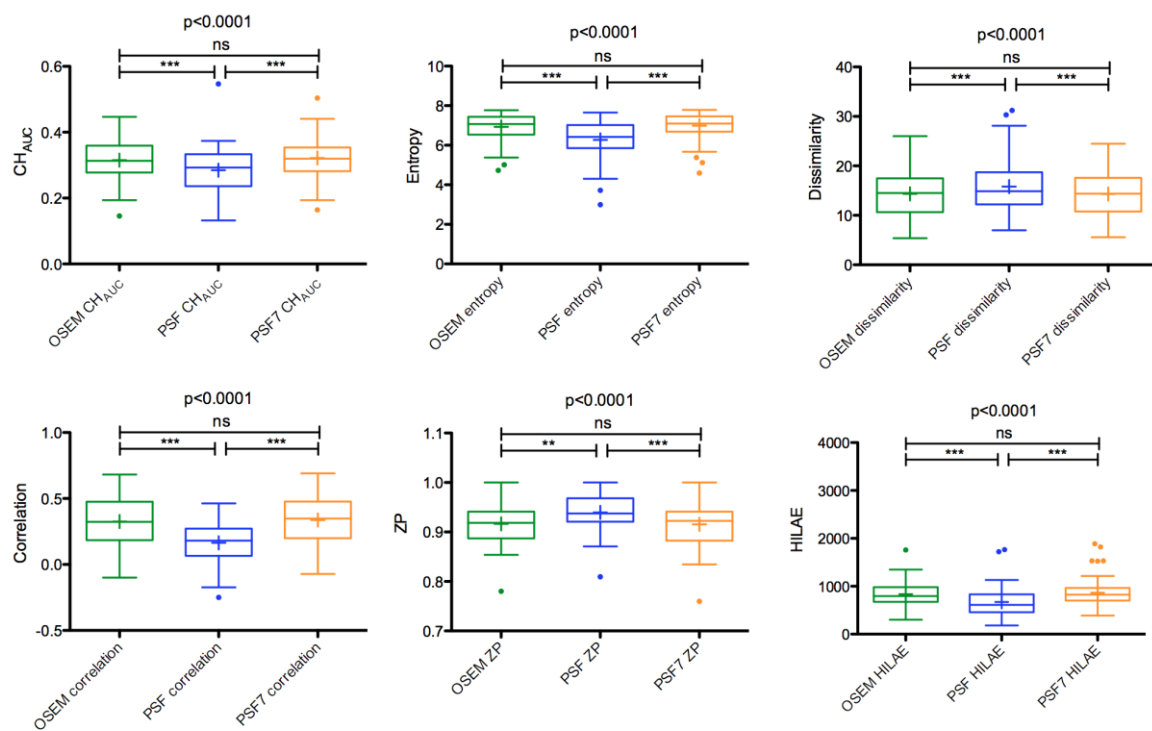 p<0.0001
ns
*** ***
CH_AUC
0.6
0.4
0.2
0.0
OSEM CH_AUC
PSF CH_AUC
PSF7 CH_AUC
p<0.0001
ns
*** ***
Entropy
10
8
6
4
2
0
OSEM entropy
PSF entropy
PSF7 entropy
p<0.0001
ns
*** ***
Dissimilarity
40
30
20
10
0
OSEM dissimilarity
PSF dissimilarity
PSF7 dissimilarity
p<0.0001
ns
*** ***
Correlation
1.0
0.5
0.0
-0.5
OSEM correlation
PSF correlation
PSF7 correlation
p<0.0001
ns
** ***
ZP
1.1
1.0
0.9
0.8
0.7
OSEM ZP
PSF ZP
PSF7 ZP
p<0.0001
ns
*** ***
HILAE
4000
3000
2000
1000
0
OSEM HILAE
PSF HILAE
PSF7 HILAE